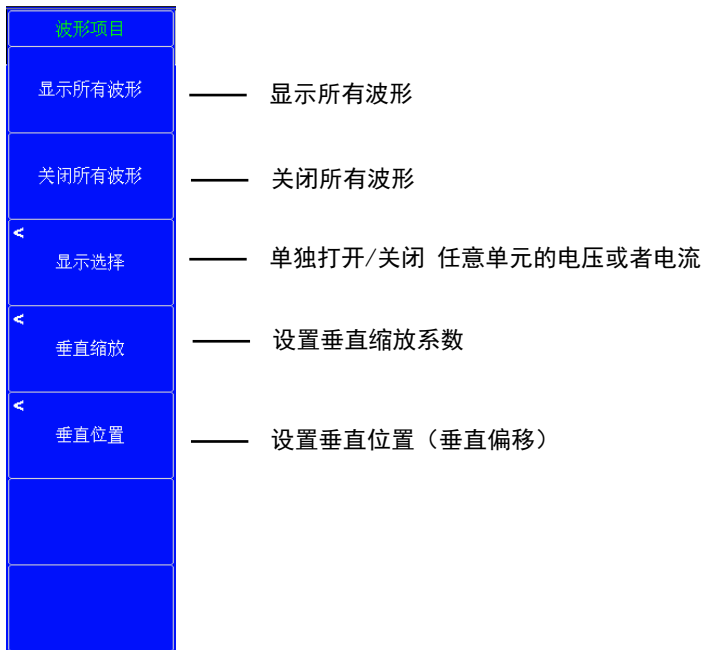 波形项目
显示所有波形
显示所有波形
关闭所有波形
关闭所有波形
<
显示选择
单独打开/关闭 任意单元的电压或者电流
<
垂直缩放
设置垂直缩放系数
<
垂直位置
设置垂直位置（垂直偏移）